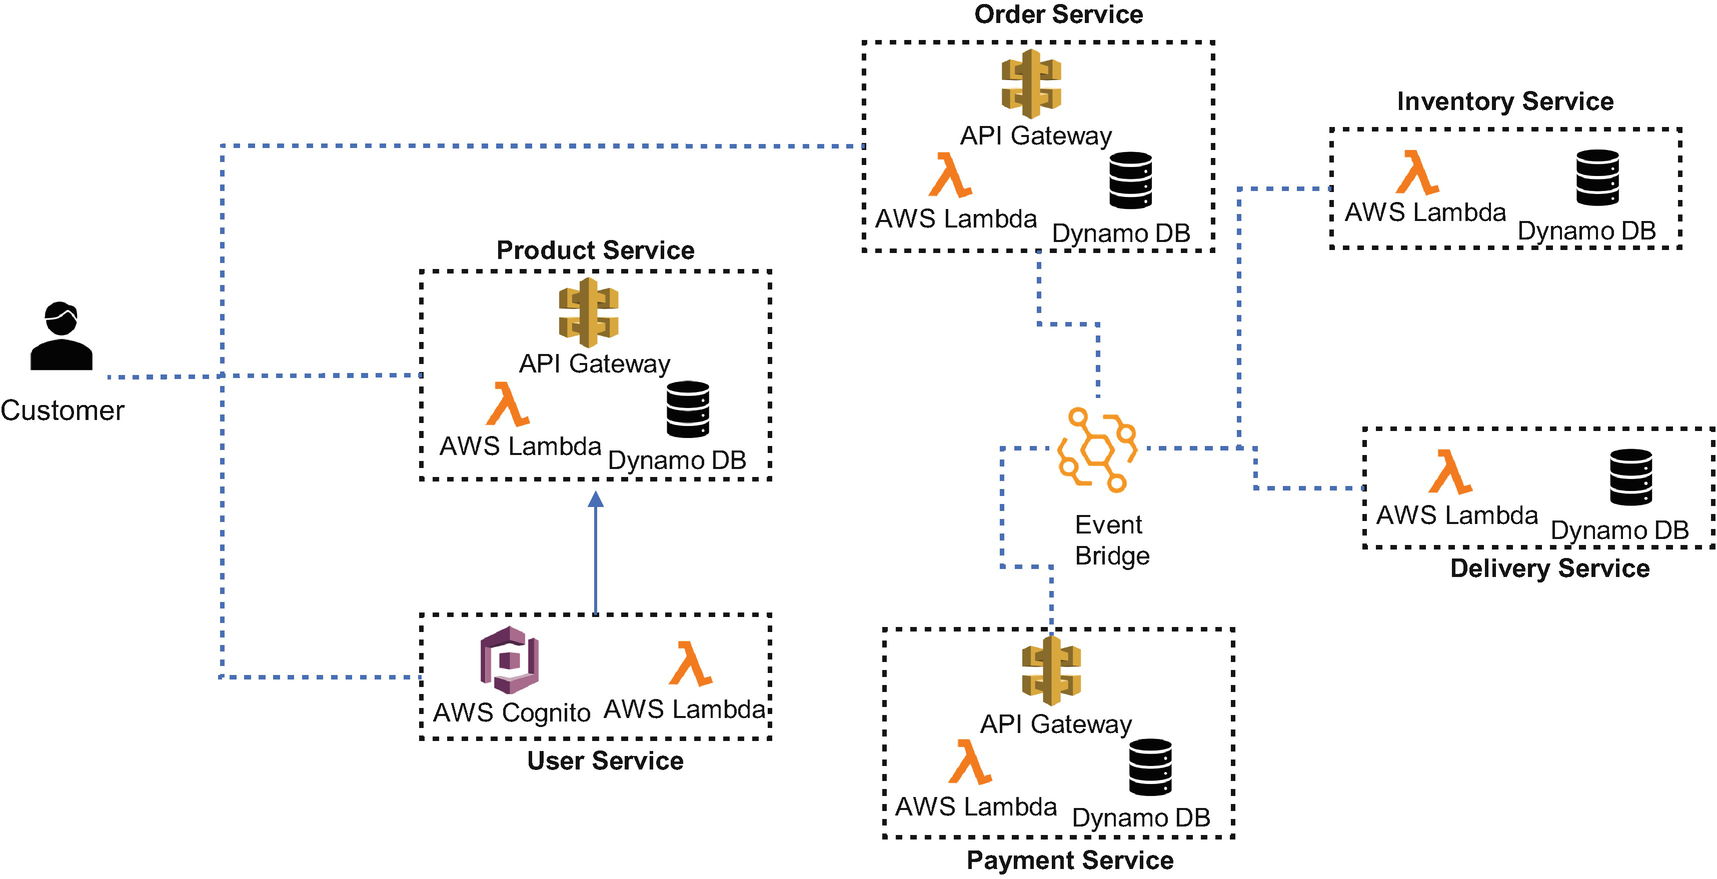 Order Service
API Gateway
AWS Lambda
Dynamo DB
Inventory Service
AWS Lambda
Dynamo DB
Product Service
API Gateway
AWS Lambda
Dynamo DB
Customer
Event
Bridge
AWS Lambda
Dynamo DB
Delivery Service
AWS Cognito
AWS Lambda
User Service
API Gateway
AWS Lambda
Dynamo DB
Payment Service